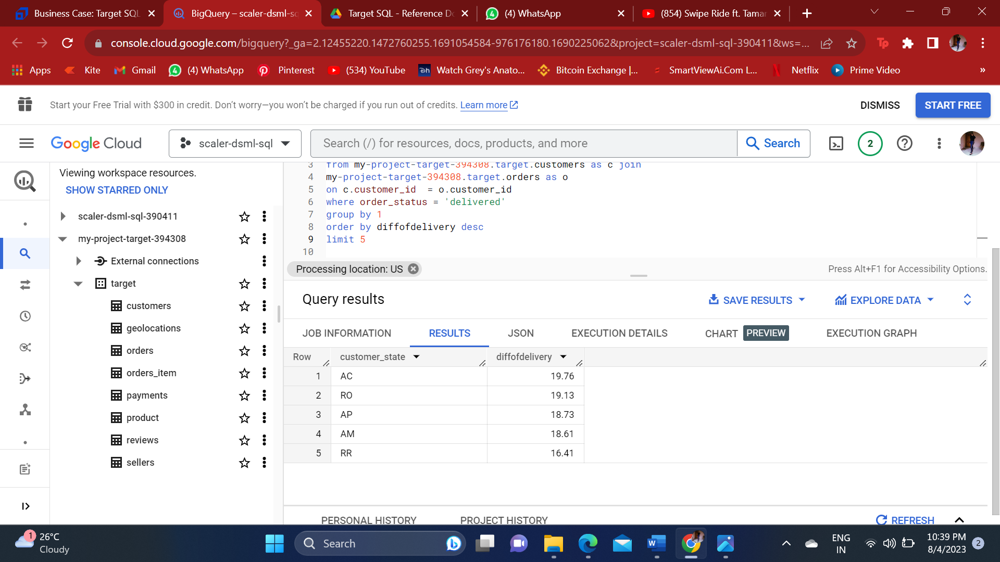 Business Case: Target SQL
BigQuery – scaler-dsml-sq
Target SQL - Reference Do
(4) WhatsApp
(854) Swipe Ride ft. Tamar
console.cloud.google.com/bigquery?_ga=2.12455220.1472760255.1691054584-976176180.1690225062&project=scaler-dsml-sql-390411&ws=...
Apps
Kite
Gmail
(4) WhatsApp
Pinterest
(534) YouTube
Watch Grey's Anato...
Bitcoin Exchange |...
SmartViewAi.Com L...
Netflix
Prime Video
»
Start your Free Trial with $300 in credit. Don't worry—you won't be charged if you run out of credits. Learn more
DISMISS
START FREE
Google Cloud
scaler-dsml-sql
Search (/) for resources, docs, products, and more
Search
2
Viewing workspace resources.
SHOW STARRED ONLY
scaler-dsml-sql-390411
my-project-target-394308
External connections
target
customers
geolocations
orders
orders_item
payments
product
reviews
sellers
3 from my-project-target-394308.target.customers as c join
4 my-project-target-394308.target.orders as o
5 on c.customer_id  = o.customer_id
6 where order_status = 'delivered'
7 group by 1
8 order by diffofdelivery desc
9 limit 5
10
Processing location: US
Press Alt+F1 for Accessibility Options.
Query results
SAVE RESULTS
EXPLORE DATA
JOB INFORMATION
RESULTS
JSON
EXECUTION DETAILS
CHART PREVIEW
EXECUTION GRAPH
Row customer_state diffofdelivery
1 AC 19.76
2 RO 19.13
3 AP 18.73
4 AM 18.61
5 RR 16.41
PERSONAL HISTORY
PROJECT HISTORY
REFRESH
1
26°C
Cloudy
Search
ENG
IN
10:39 PM
8/4/2023
2